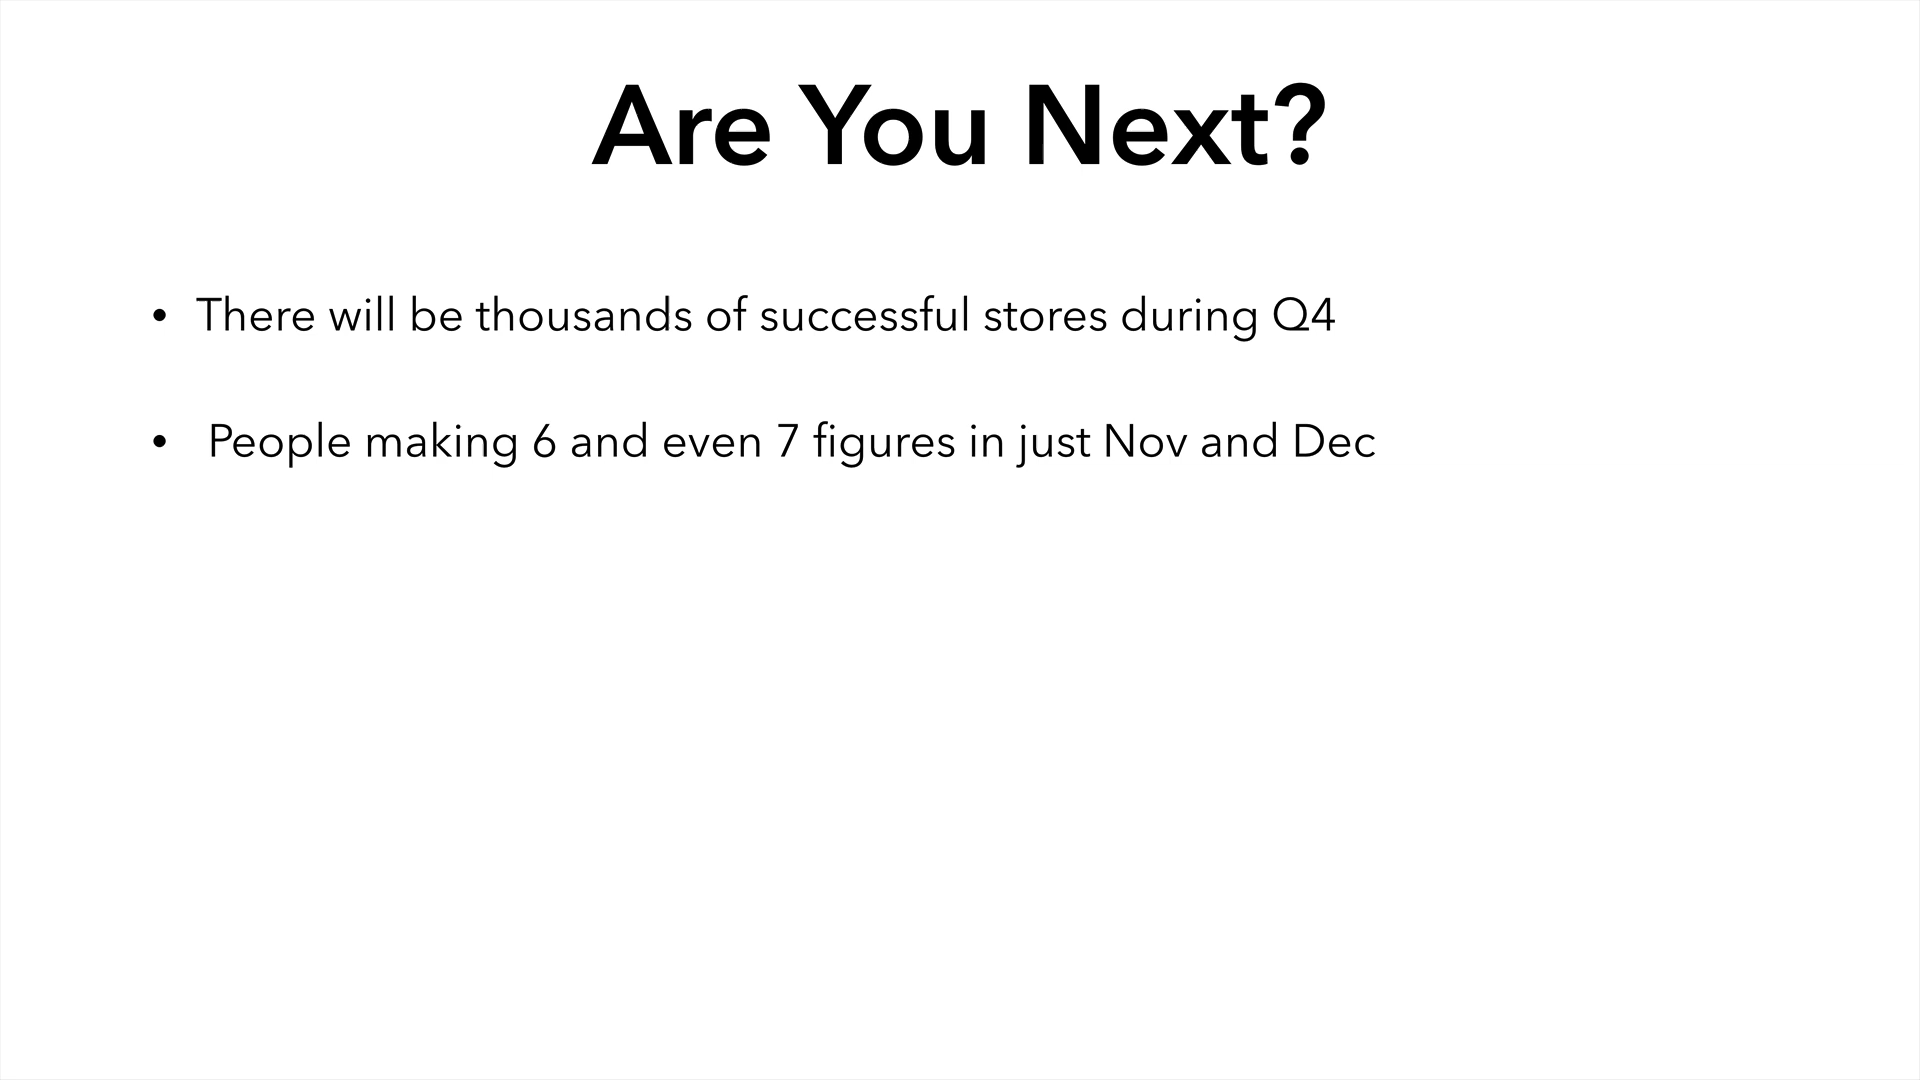 Are You Next?
• There will be thousands of successful stores during Q4
• People making 6 and even 7 figures in just Nov and Dec